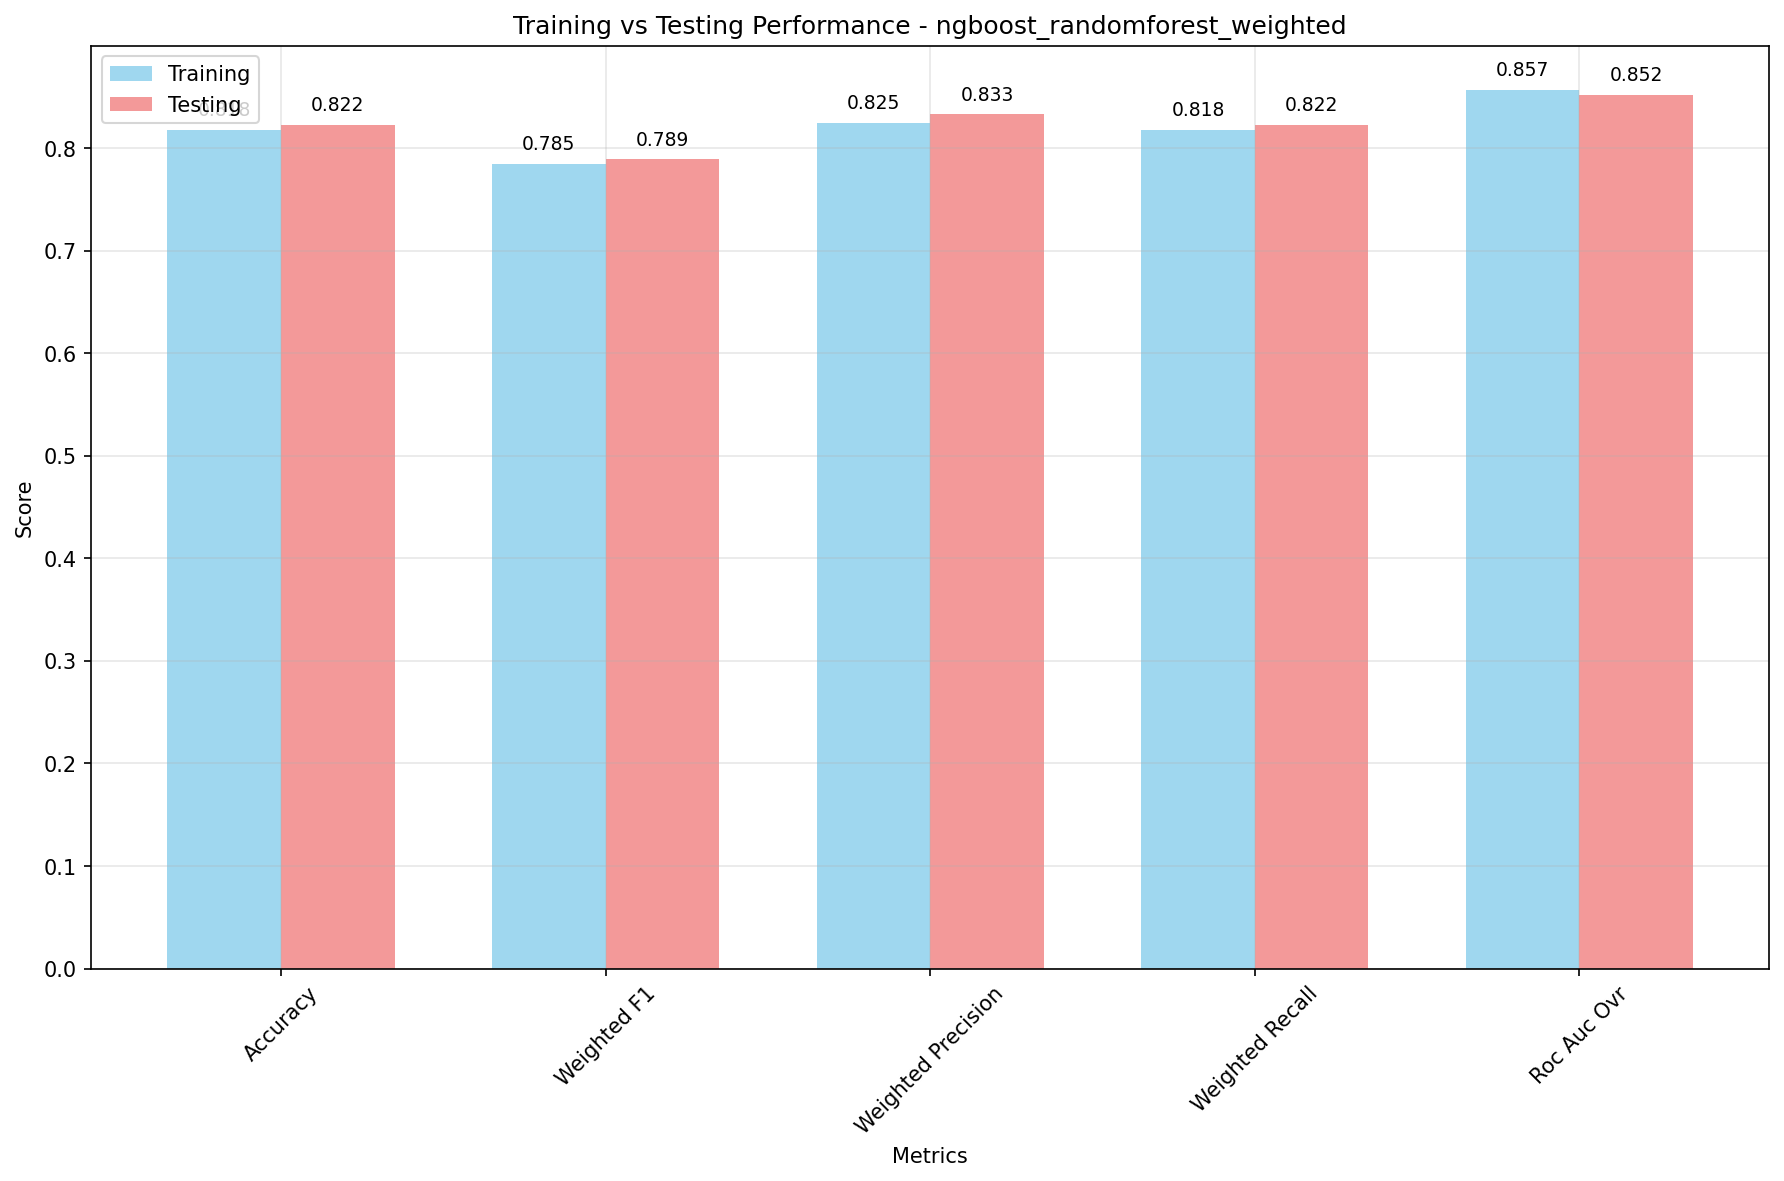 Training vs Testing Performance - ngboost_randomforest_weighted
Training
Testing
0.818
0.822
0.785
0.789
0.825
0.833
0.818
0.822
0.857
0.852
Score
0.8
0.7
0.6
0.5
0.4
0.3
0.2
0.1
0.0
Accuracy
Weighted F1
Weighted Precision
Weighted Recall
Roc Auc Ovr
Metrics